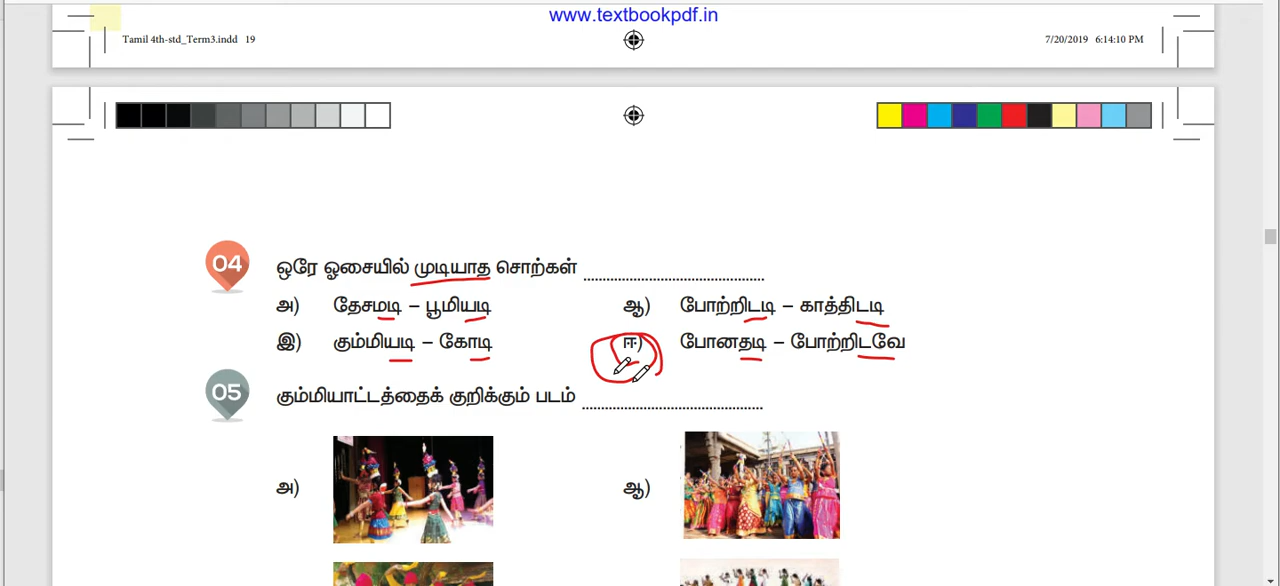 www.textbookpdf.in
Tamil 4th-std_Term3.indd 19 7/20/2019 6:14:10 PM
04 ஒரே ஓசையில் முடியாத சொற்கள் ........................................
அ) தேசமடி – பூமியடி ஆ) போற்றிடடி – காத்திடடி
இ) கும்மியடி – கோடி ஈ) போனதடி – போற்றிடவே
05 கும்மியாட்டத்தைக் குறிக்கும் படம் ........................................
அ) ஆ)